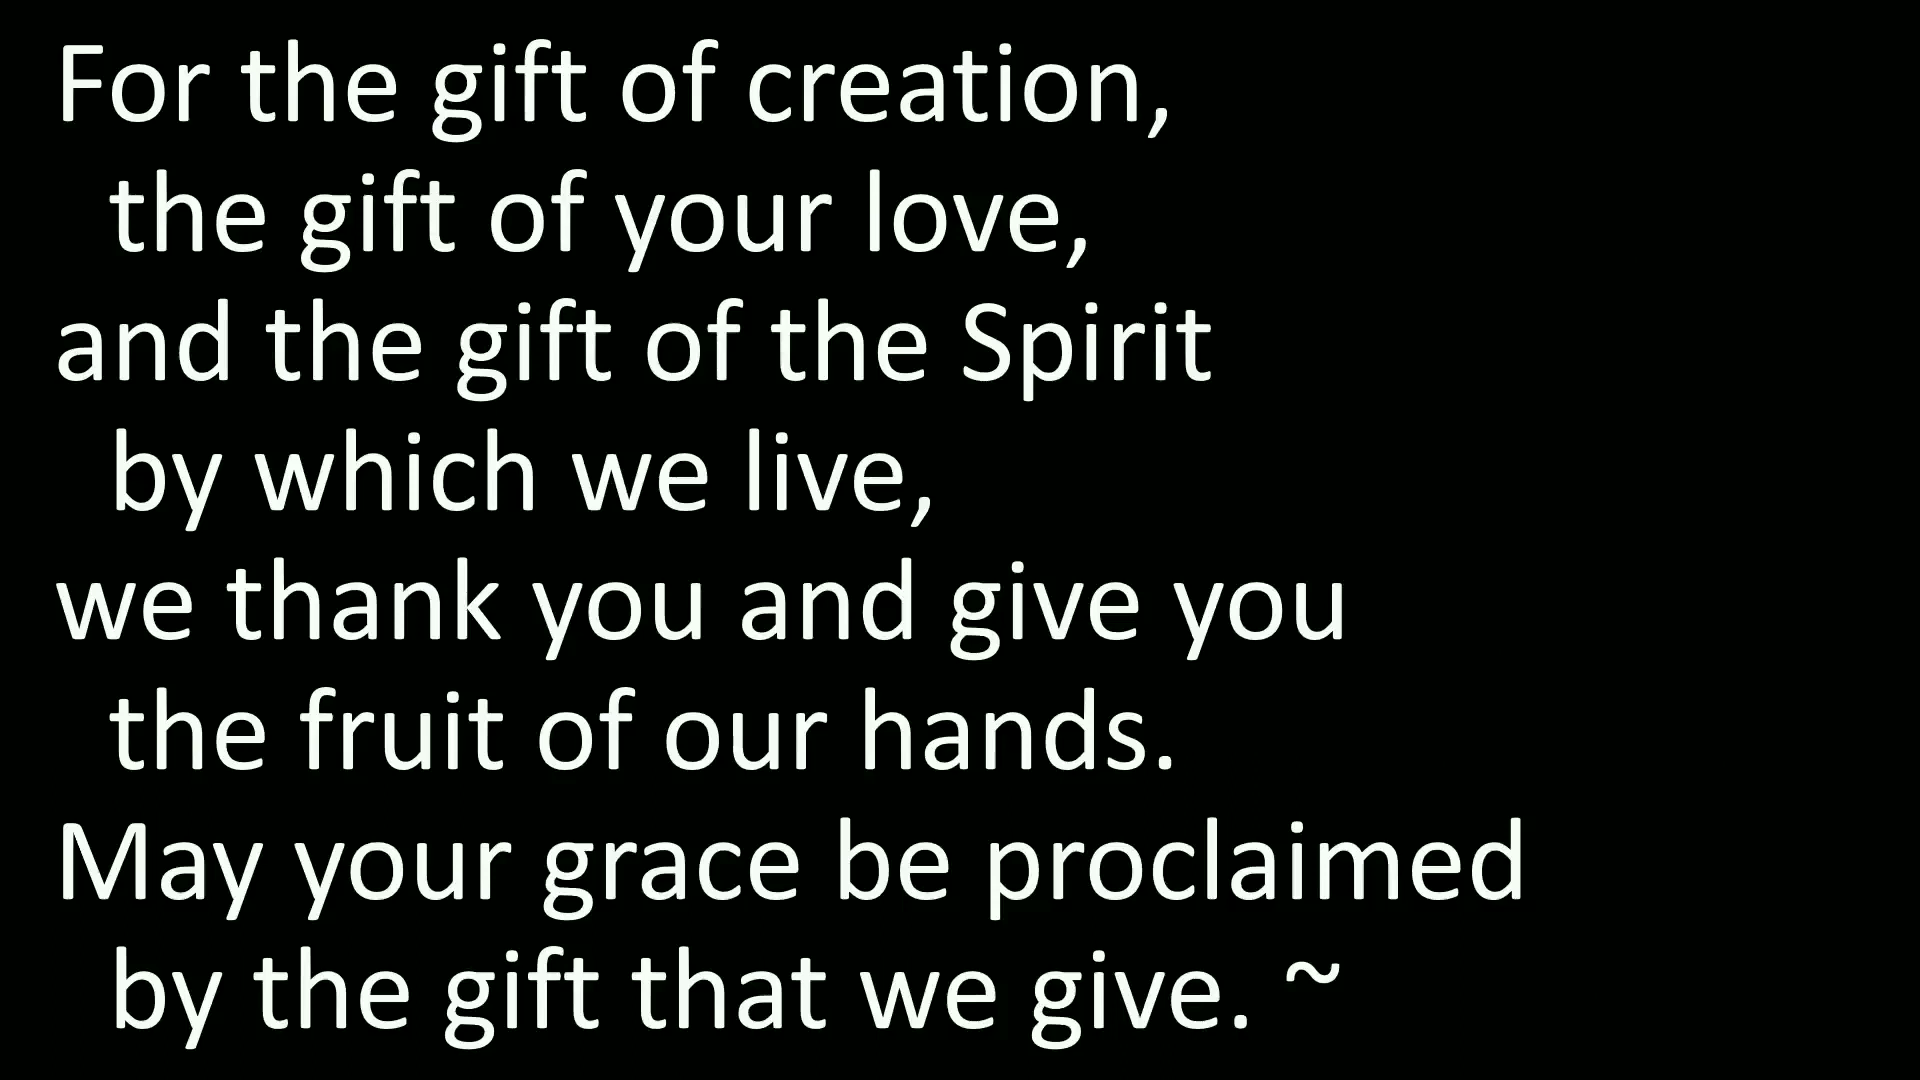 For the gift of creation,
the gift of your love,
and the gift of the Spirit
by which we live,
we thank you and give you
the fruit of our hands.
May your grace be proclaimed
by the gift that we give. ~